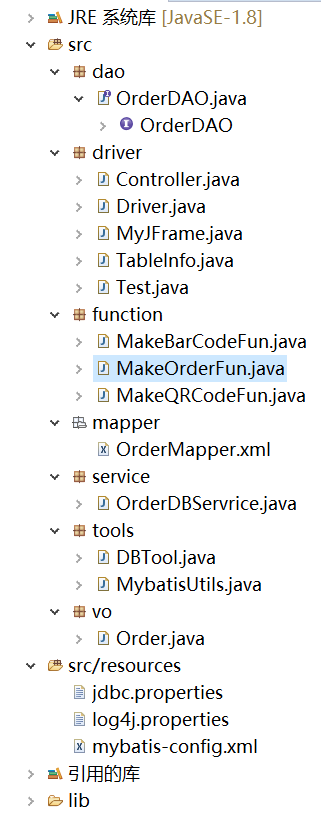 JRE 系统库 [JavaSE-1.8]
src
dao
OrderDAO.java
OrderDAO
driver
Controller.java
Driver.java
MyJFrame.java
TableInfo.java
Test.java
function
MakeBarCodeFun.java
MakeOrderFun.java
MakeQRCodeFun.java
mapper
OrderMapper.xml
service
OrderDBServrice.java
tools
DBTool.java
MybatisUtils.java
vo
Order.java
src/resources
jdbc.properties
log4j.properties
mybatis-config.xml
引用的库
lib